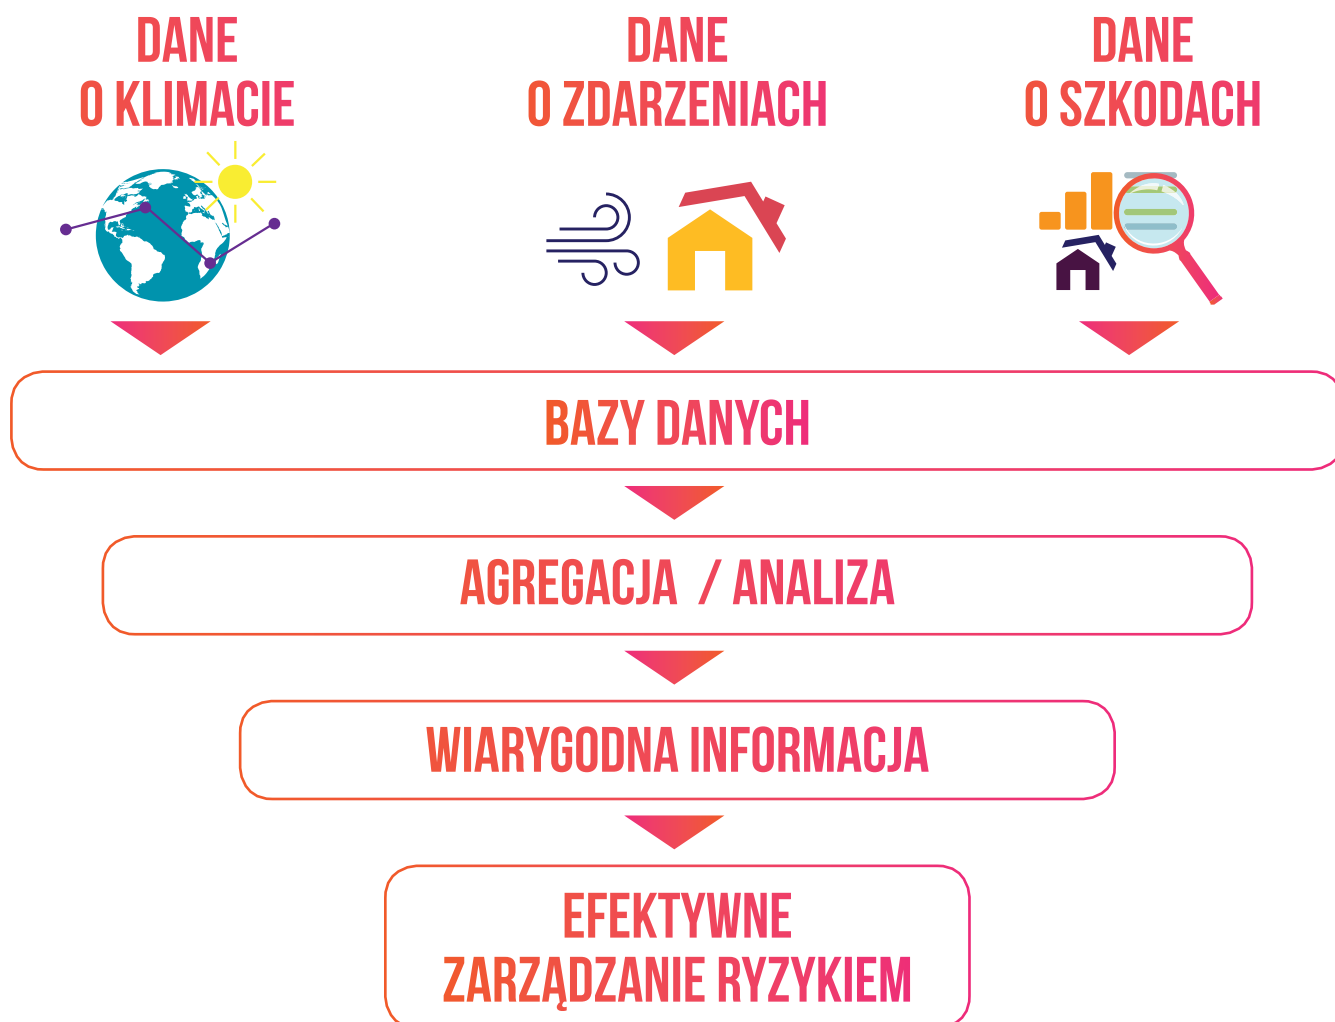 DANE
O KLIMACIE
DANE
O ZDARZENIACH
DANE
O SZKODACH
BAZY DANYCH
AGREGACJA / ANALIZA
WIARYGODNA INFORMACJA
EFEKTYWNE
ZARZĄDZANIE RYZYKIEM